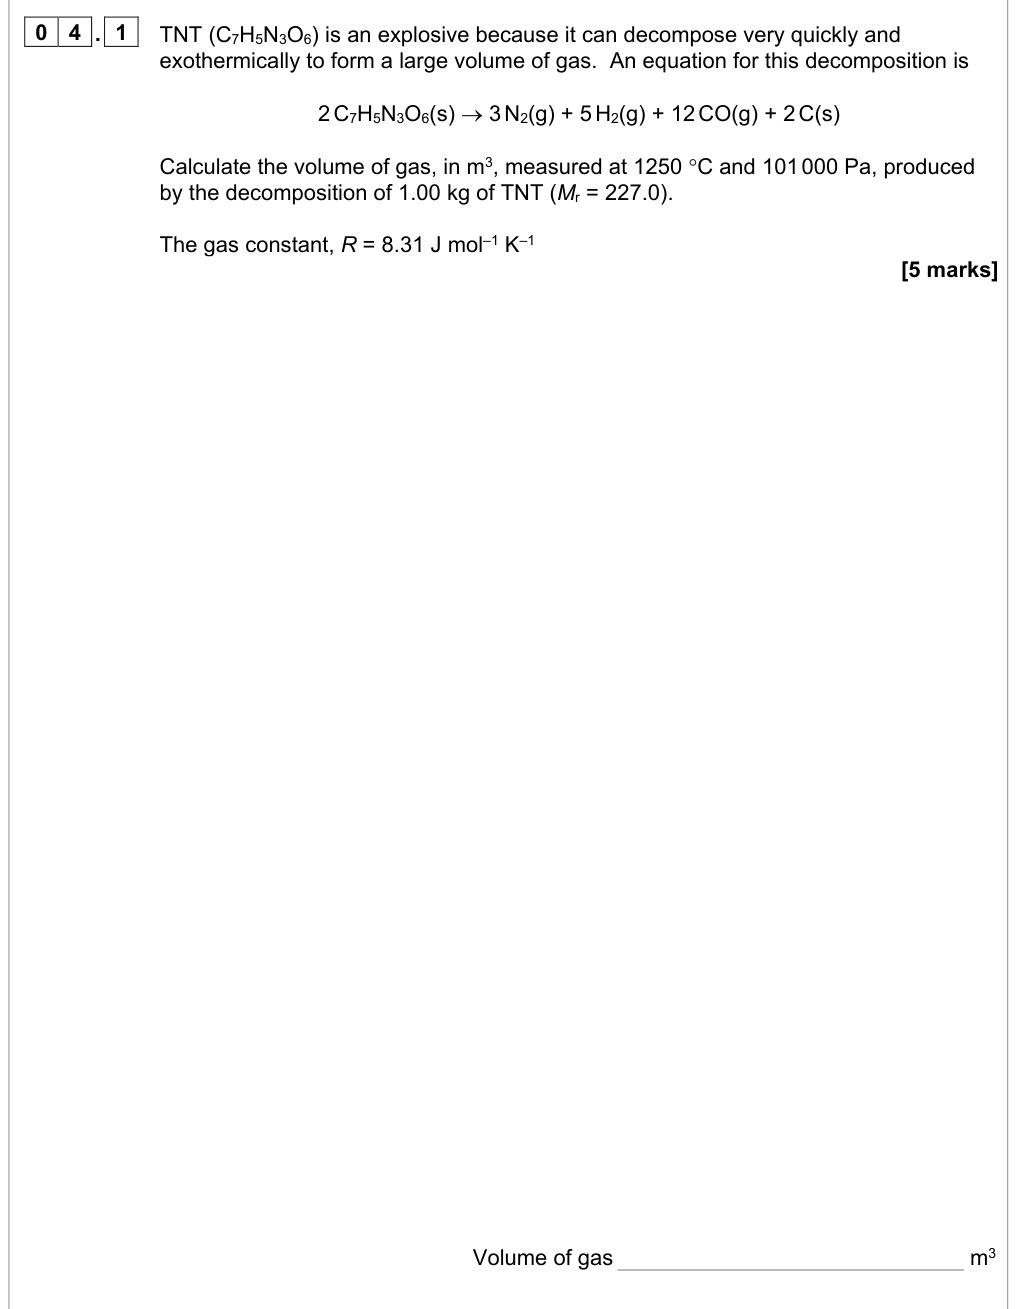 0 4 . 1 TNT (C₇H₅N₃O₆) is an explosive because it can decompose very quickly and
exothermically to form a large volume of gas. An equation for this decomposition is
2 C₇H₅N₃O₆(s) → 3 N₂(g) + 5 H₂(g) + 12 CO(g) + 2 C(s)
Calculate the volume of gas, in m³, measured at 1250 °C and 101 000 Pa, produced
by the decomposition of 1.00 kg of TNT (Mᵣ = 227.0).
The gas constant, R = 8.31 J mol⁻¹ K⁻¹
[5 marks]
Volume of gas ______________________________ m³